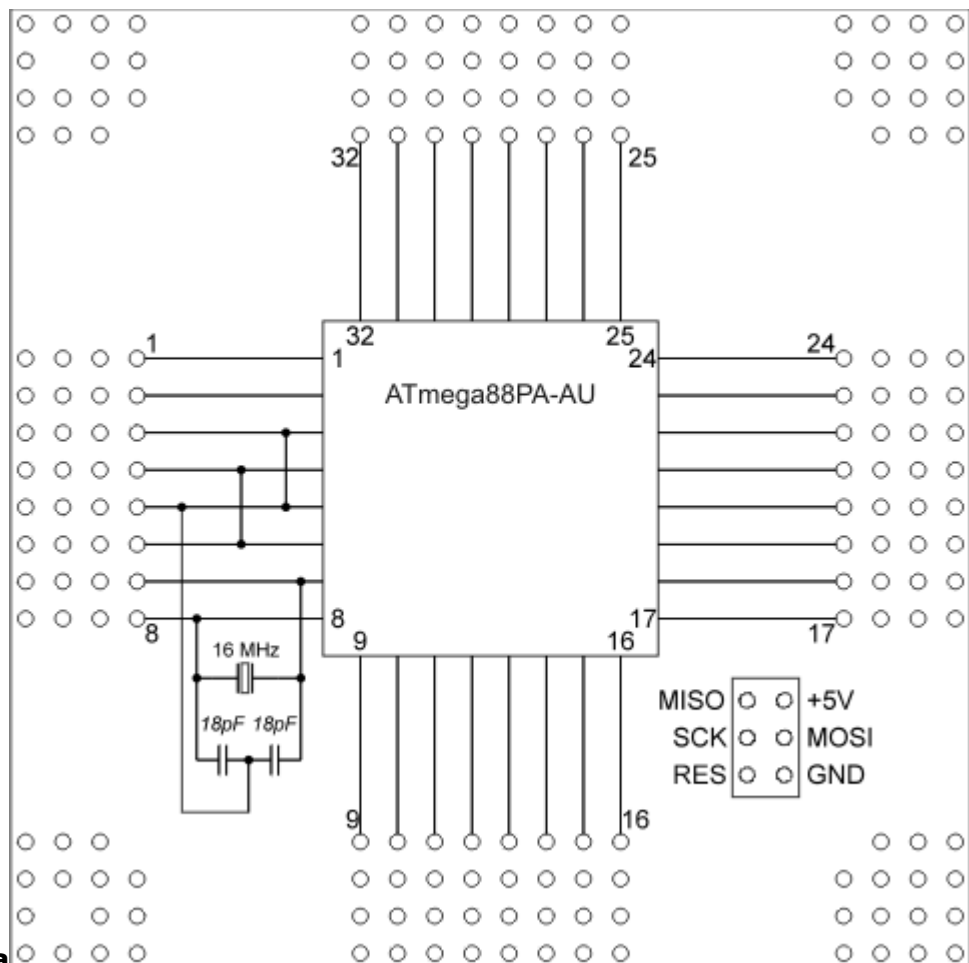 32 25
32 25
1 1 24 24
ATmega88PA-AU
8 8 17 17
9 16
16 MHz
18pF 18pF
MISO +5V
SCK MOSI
RES GND
9 16
a